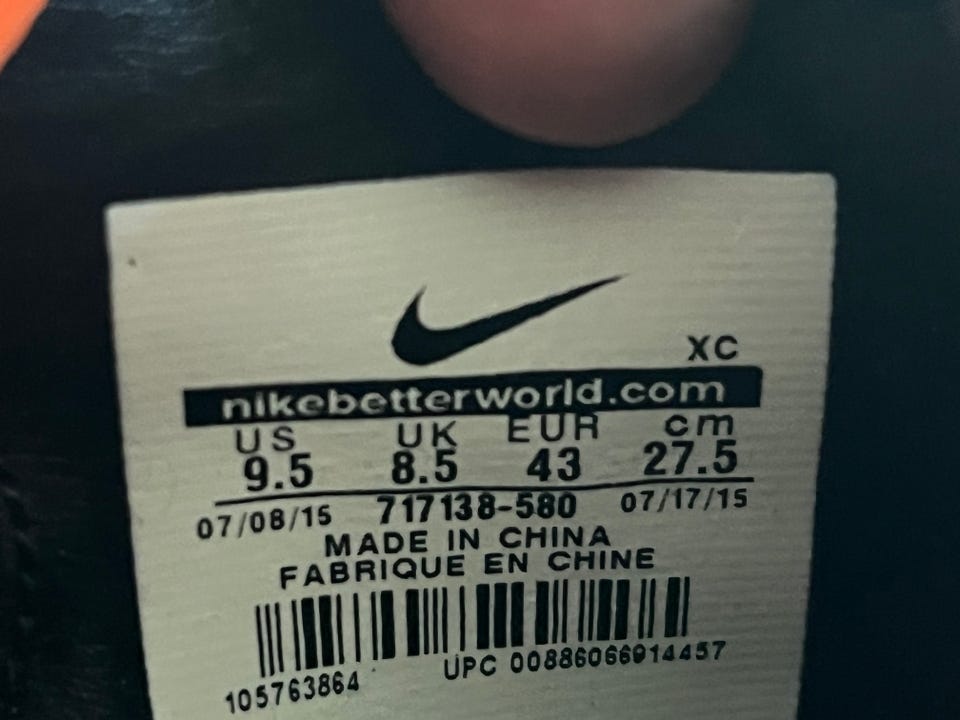 XC
nikebetterworld.com
US UK EUR cm
9.5 8.5 43 27.5
07/08/15 717138-580 07/17/15
MADE IN CHINA
FABRIQUE EN CHINE
105763864 UPC 00886066914457